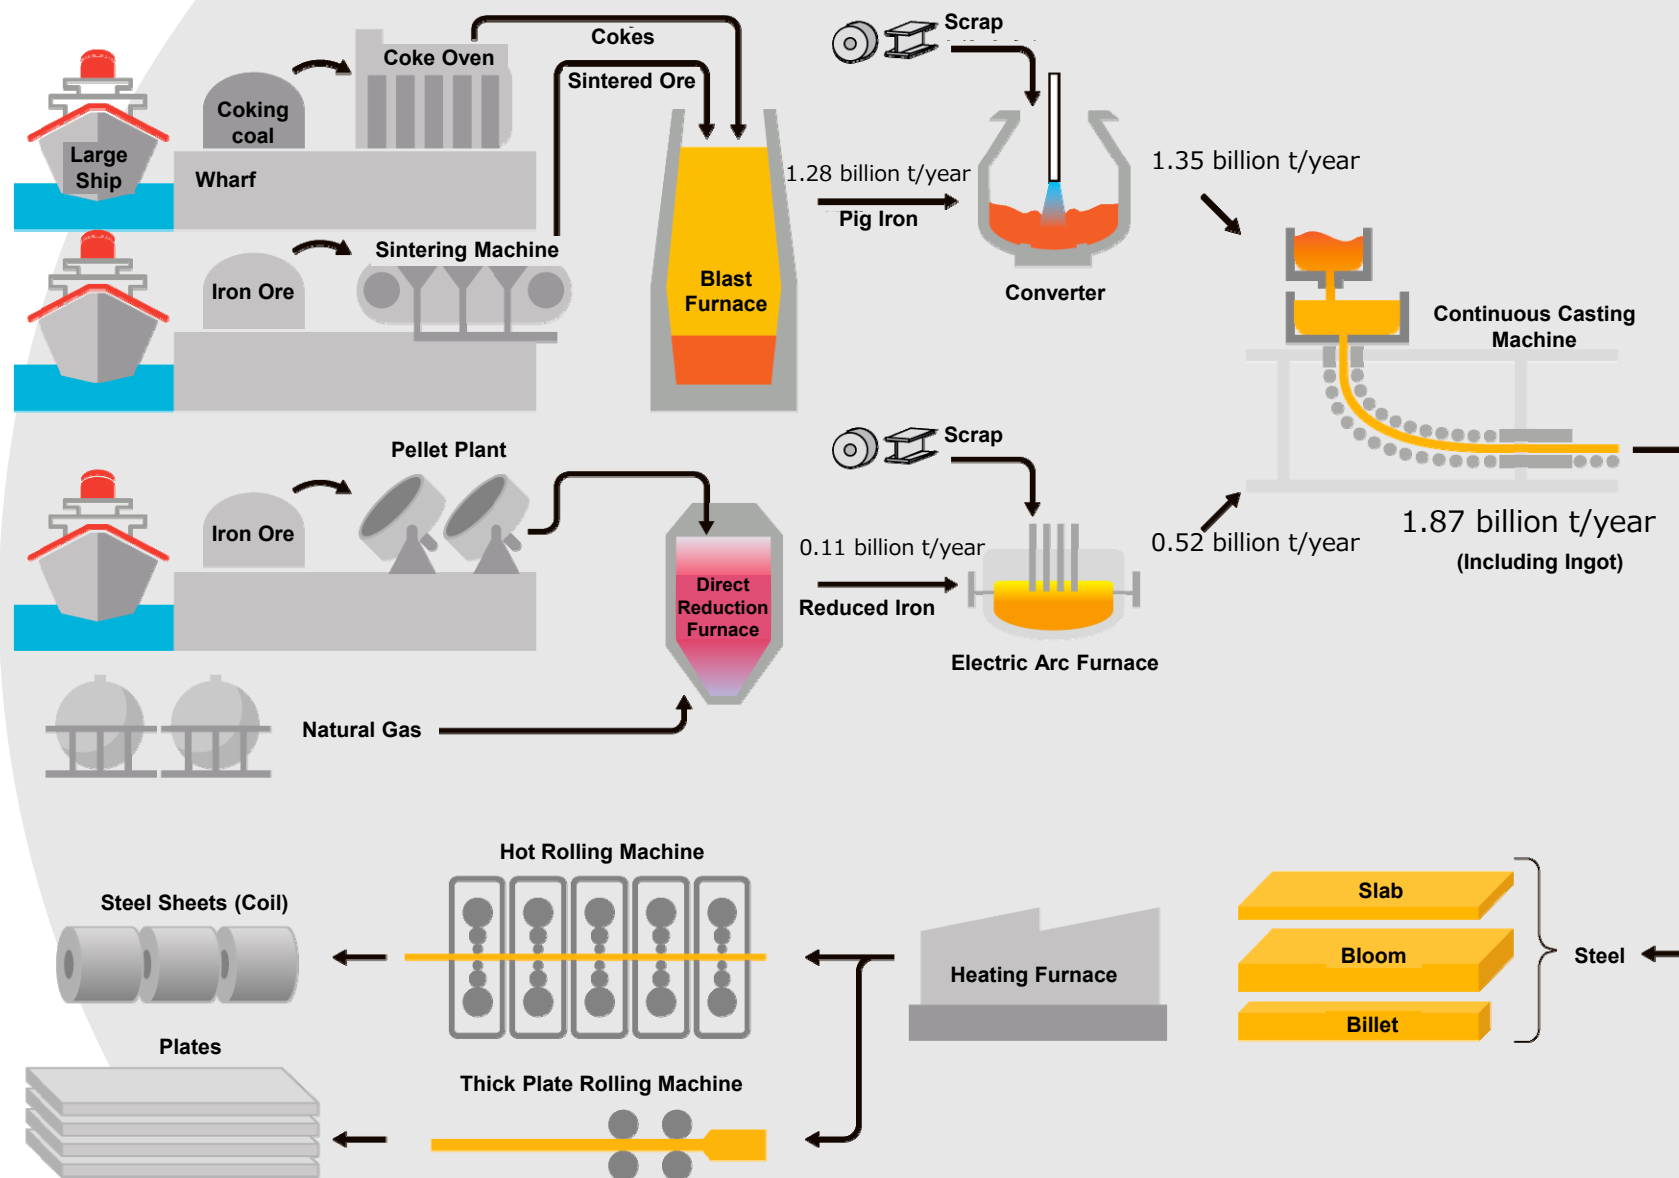 Scrap
Cokes
Coke Oven
Sintered Ore
Coking
coal
Large
Ship
Wharf
1.28 billion t/year
Pig Iron
1.35 billion t/year
Sintering Machine
Iron Ore
Blast
Furnace
Converter
Continuous Casting
Machine
Pellet Plant
Scrap
Iron Ore
0.11 billion t/year
Reduced Iron
Direct
Reduction
Furnace
0.52 billion t/year
1.87 billion t/year
(Including Ingot)
Electric Arc Furnace
Natural Gas
Hot Rolling Machine
Steel Sheets (Coil)
Heating Furnace
Slab
Bloom
Billet
Steel
Plates
Thick Plate Rolling Machine